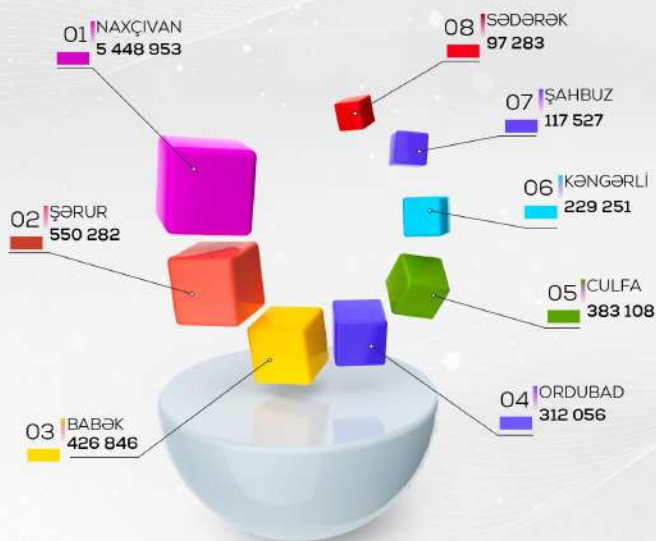 01 NAXÇIVAN
5 448 953
02 ŞƏRUR
550 282
03 BABƏK
426 846
04 ORDUBAD
312 056
05 CULFA
383 108
06 KƏNGƏRLİ
229 251
07 ŞAHBUZ
117 527
08 SƏDƏRƏK
97 283